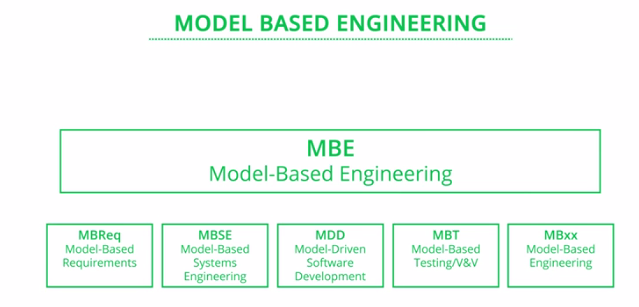 MODEL BASED ENGINEERING
MBE
Model-Based Engineering
MBReq
Model-Based
Requirements
MBSE
Model-Based
Systems
Engineering
MDD
Model-Driven
Software
Development
MBT
Model-Based
Testing/V&V
MBxx
Model-Based
Engineering